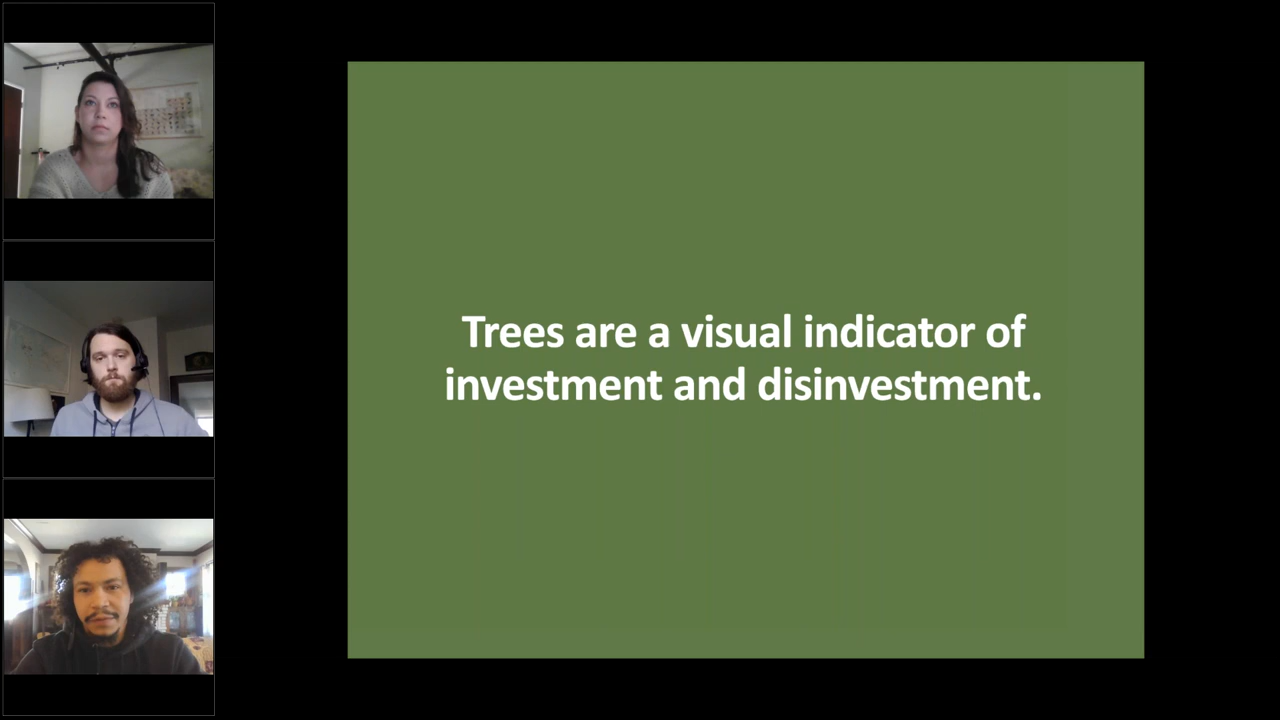 Trees are a visual indicator of
investment and disinvestment.